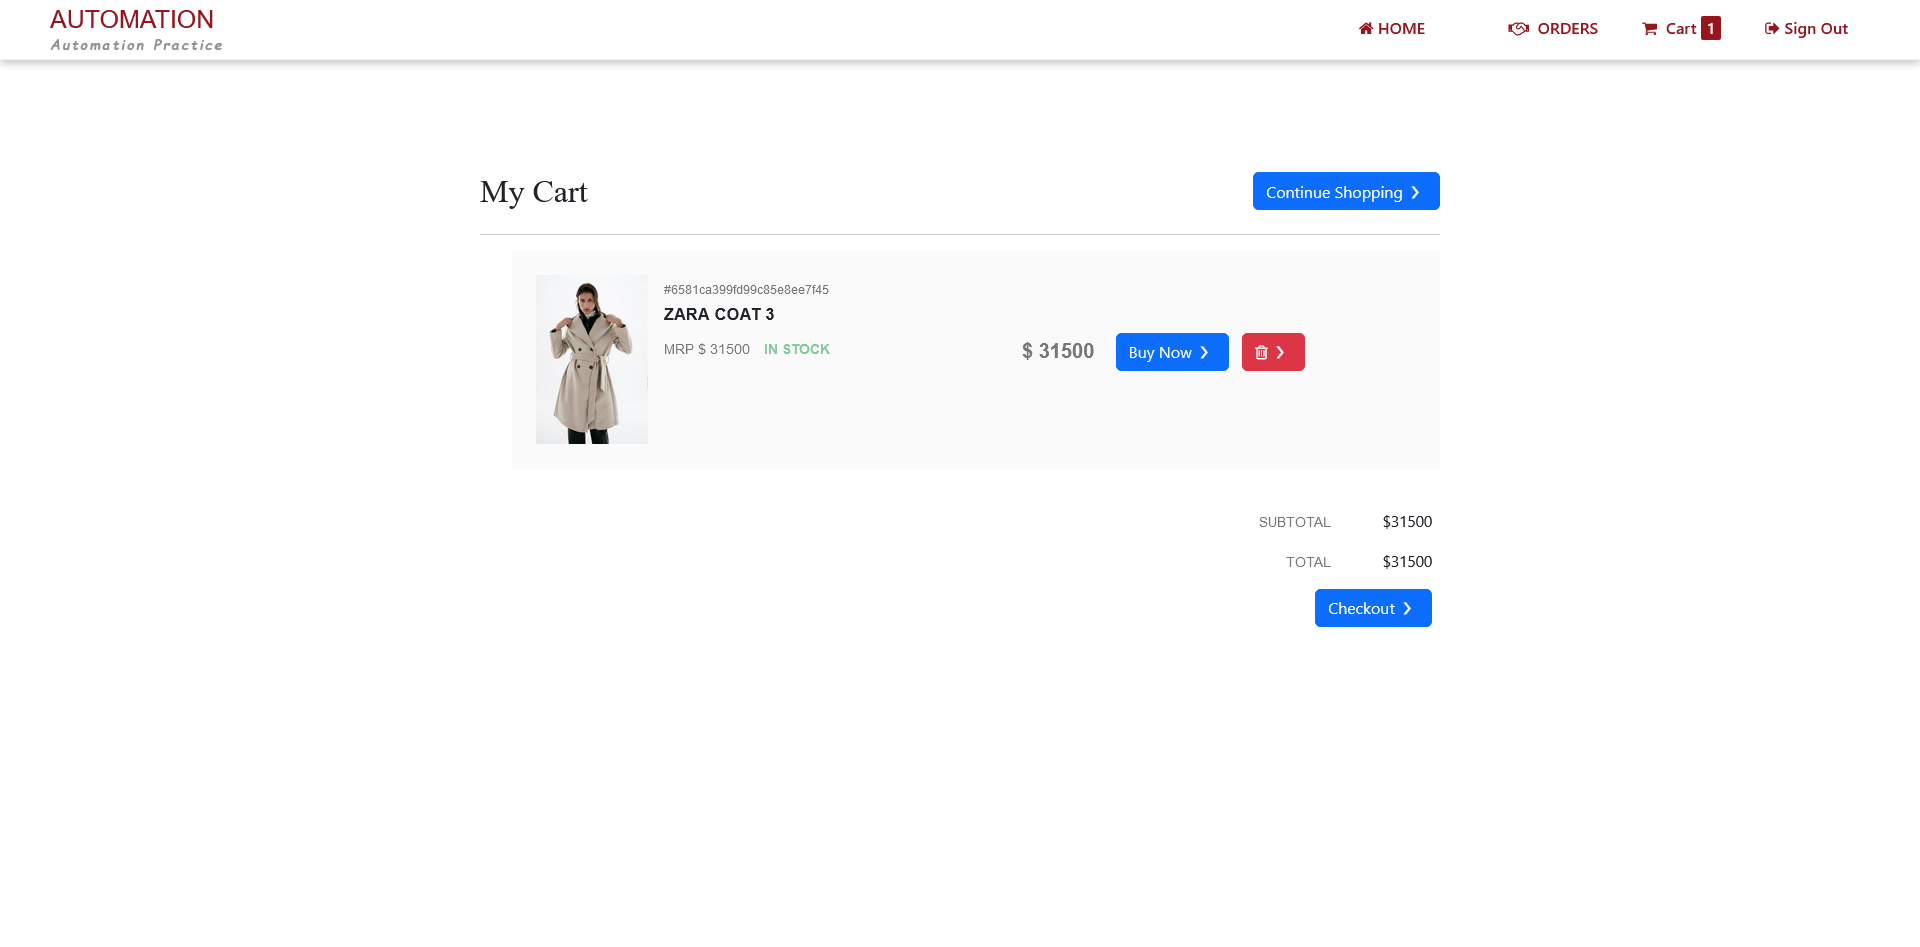 AUTOMATION
Automation Practice
HOME
ORDERS
Cart 1
Sign Out
My Cart
Continue Shopping
#6581ca399fd99c85e8ee7f45
ZARA COAT 3
MRP $ 31500 IN STOCK
$ 31500
Buy Now
SUBTOTAL $31500
TOTAL $31500
Checkout